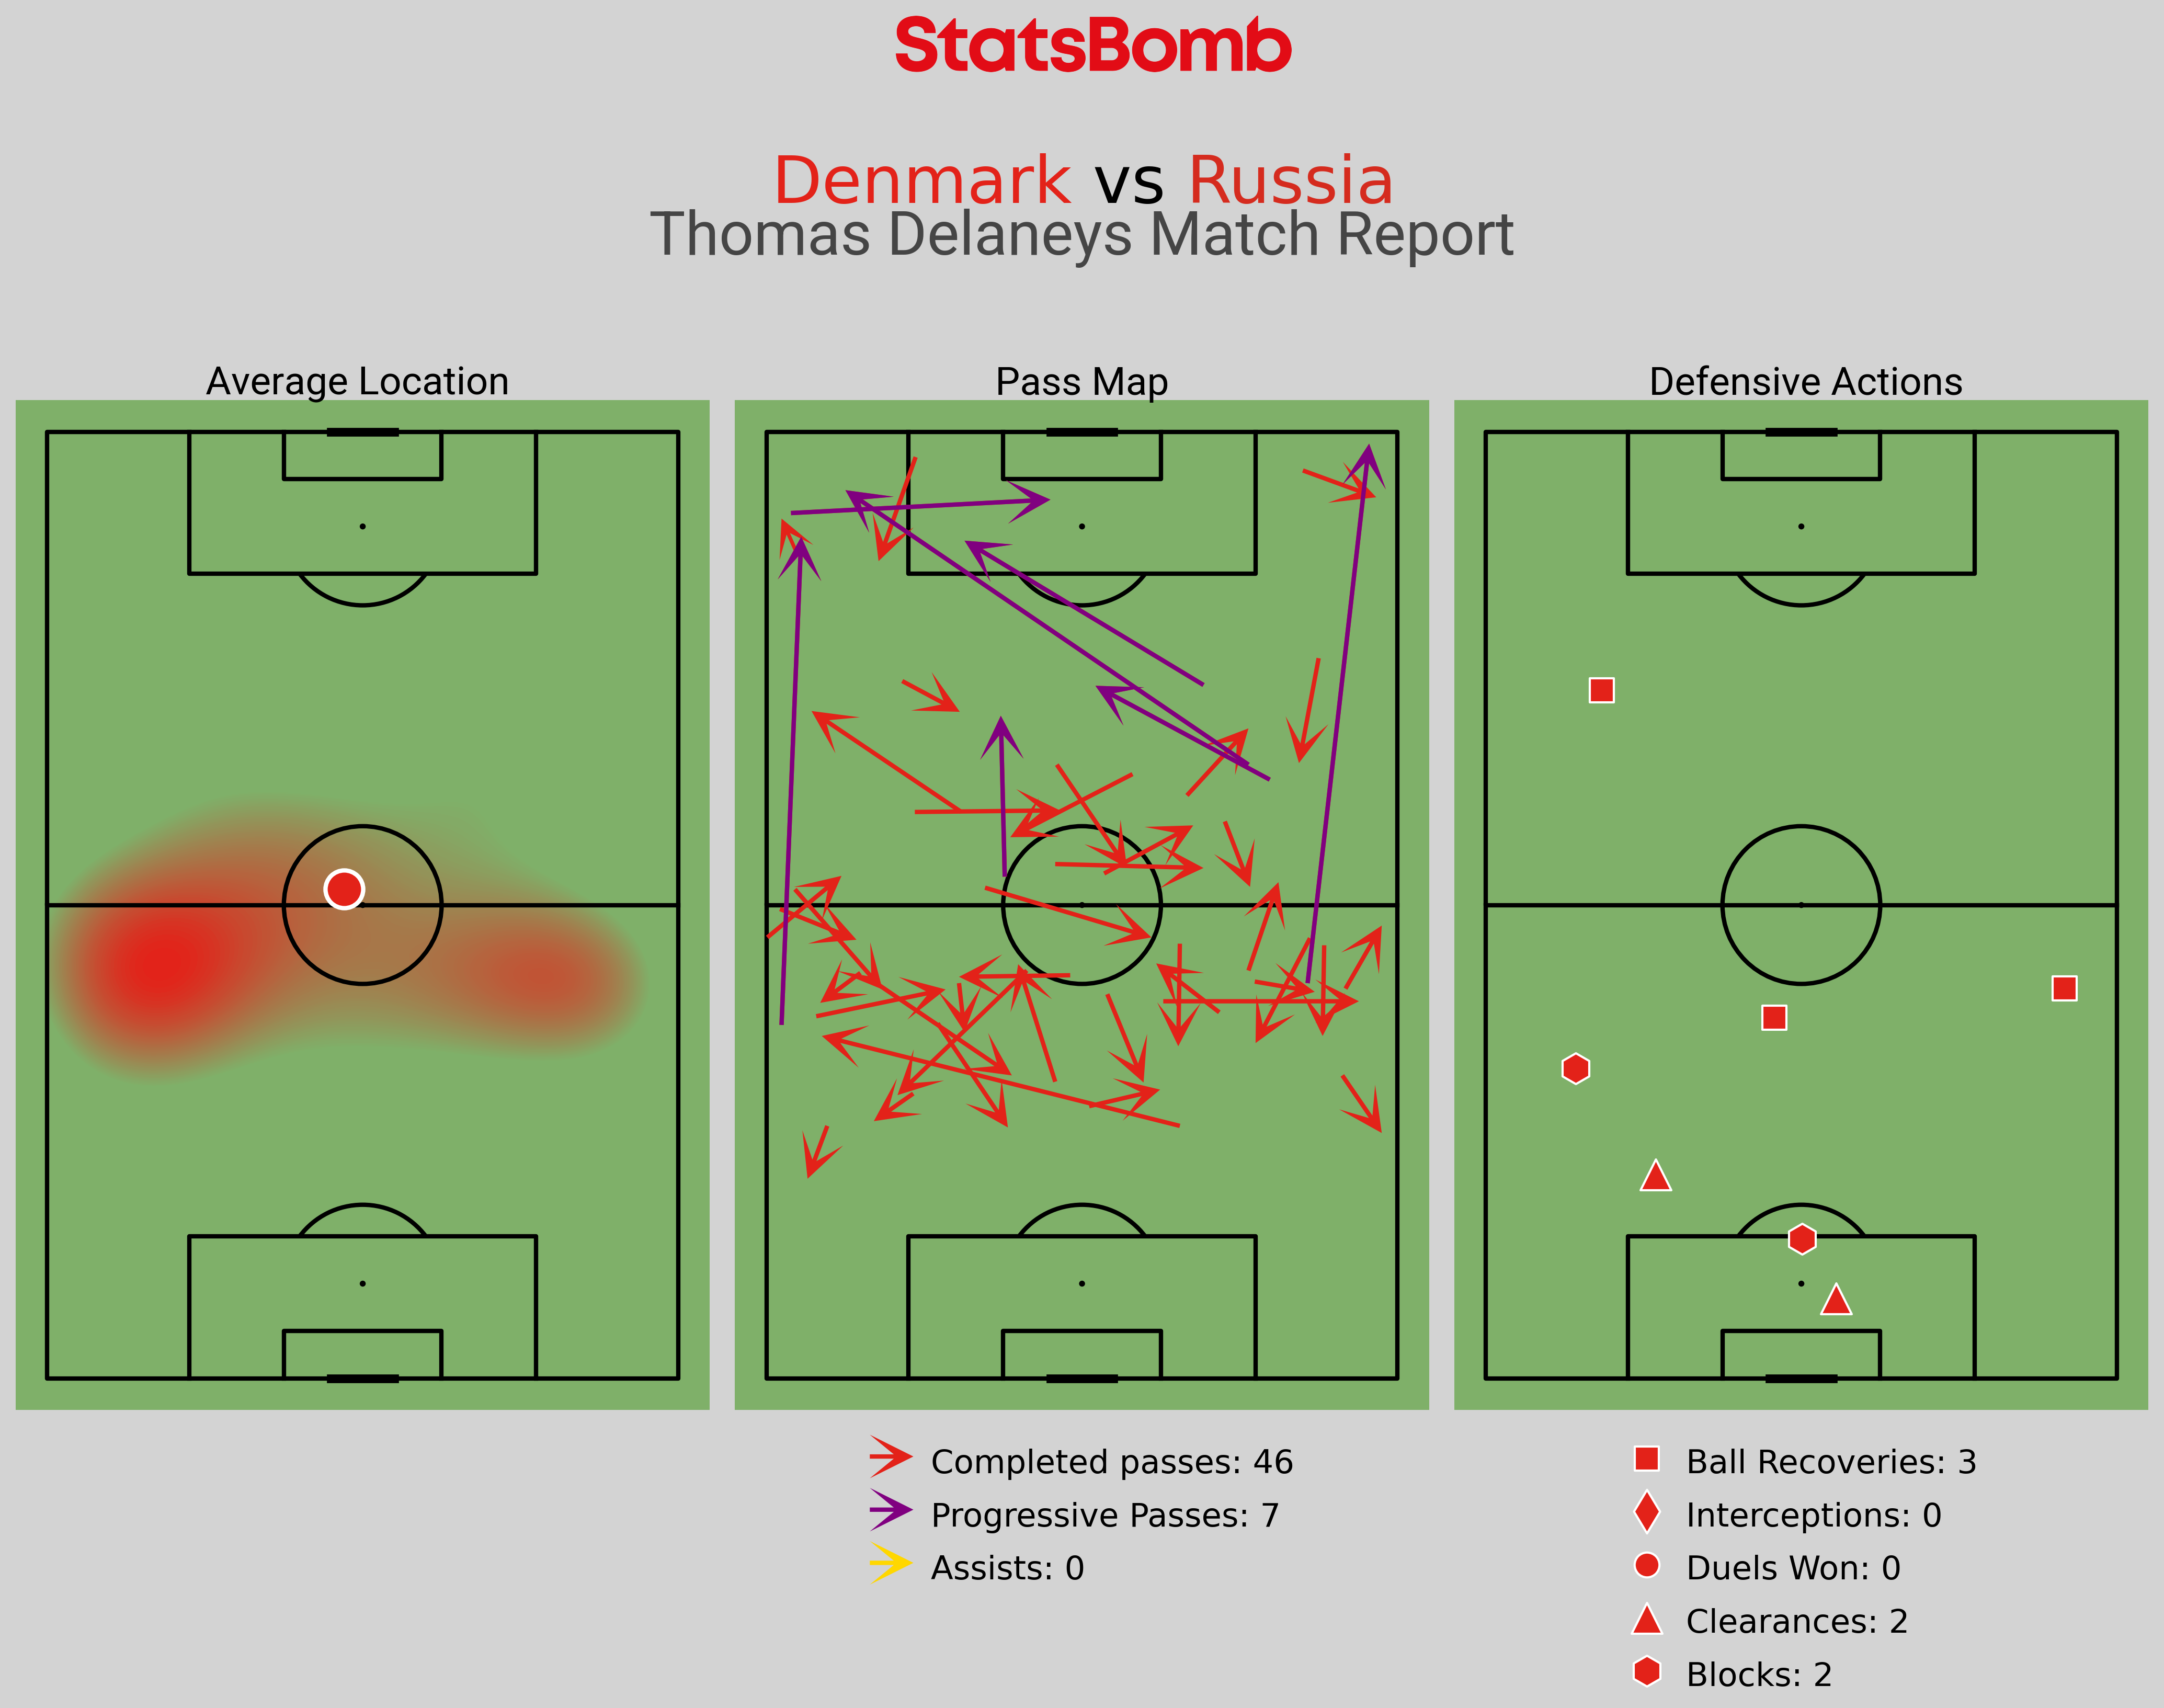 StatsBomb
Denmark vs Russia
Thomas Delaneys Match Report
Average Location
Pass Map
Defensive Actions
Completed passes: 46
Progressive Passes: 7
Assists: 0
Ball Recoveries: 3
Interceptions: 0
Duels Won: 0
Clearances: 2
Blocks: 2